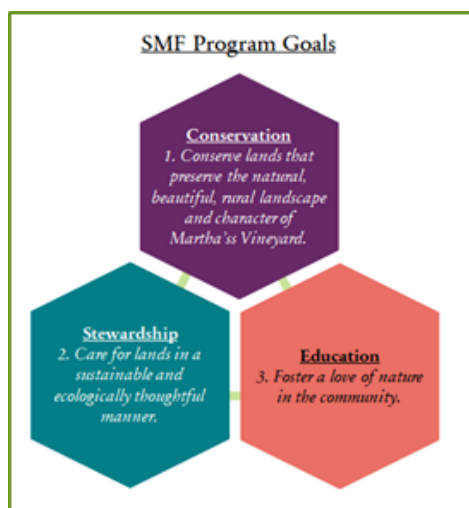 SMF Program Goals
Conservation
1. Conserve lands that
preserve the natural,
beautiful, rural landscape
and character of
Martha'ss Vineyard.
Stewardship
2. Care for lands in a
sustainable and
ecologically thoughtful
manner.
Education
3. Foster a love of nature
in the community.